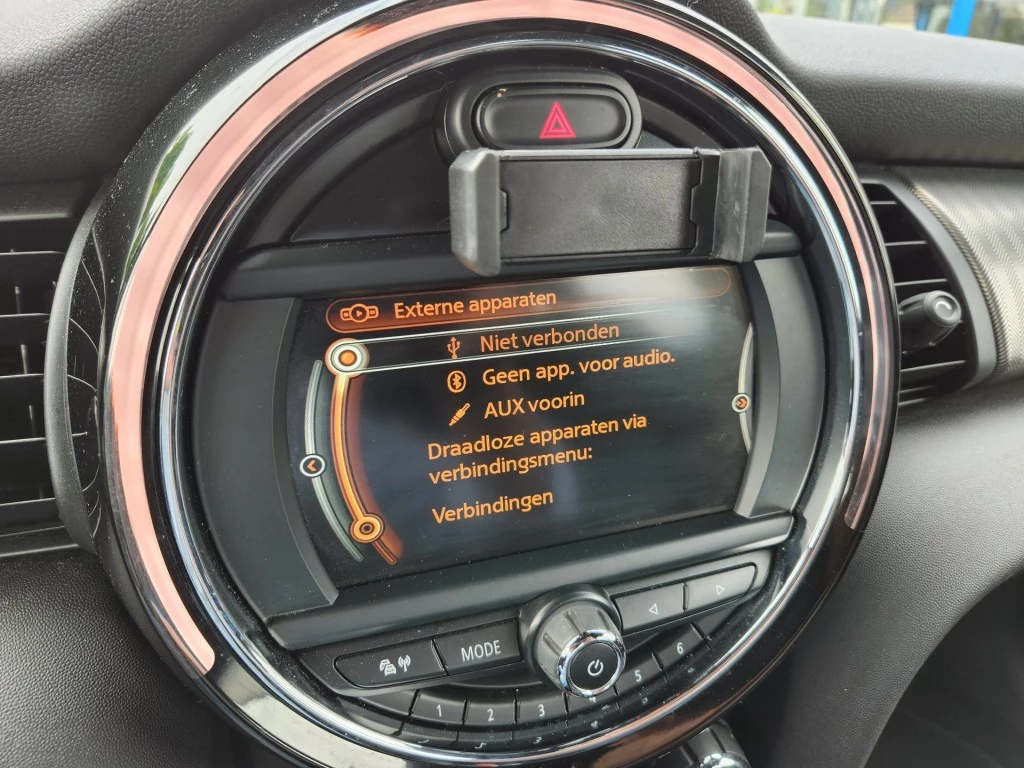 Externe apparaten
Niet verbonden
Geen app. voor audio.
AUX voorin
Draadloze apparaten via
verbindingsmenu:
Verbindingen
MODE
1
2
3
4
5
6